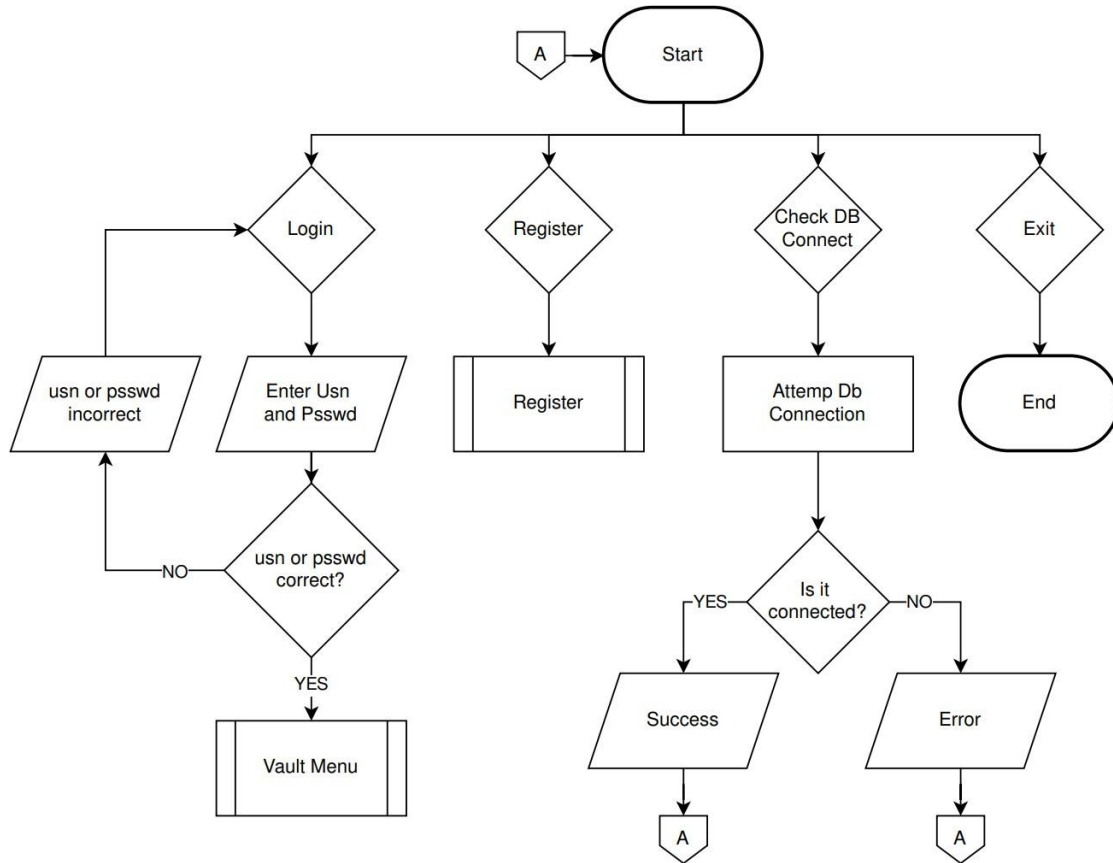 A
Start
Login
Register
Check DB
Connect
Exit
usn or psswd
incorrect
Enter Usn
and Psswd
Register
Attemp Db
Connection
End
NO
usn or psswd
correct?
YES
Is it
connected?
NO
YES
Vault Menu
Success
Error
A
A